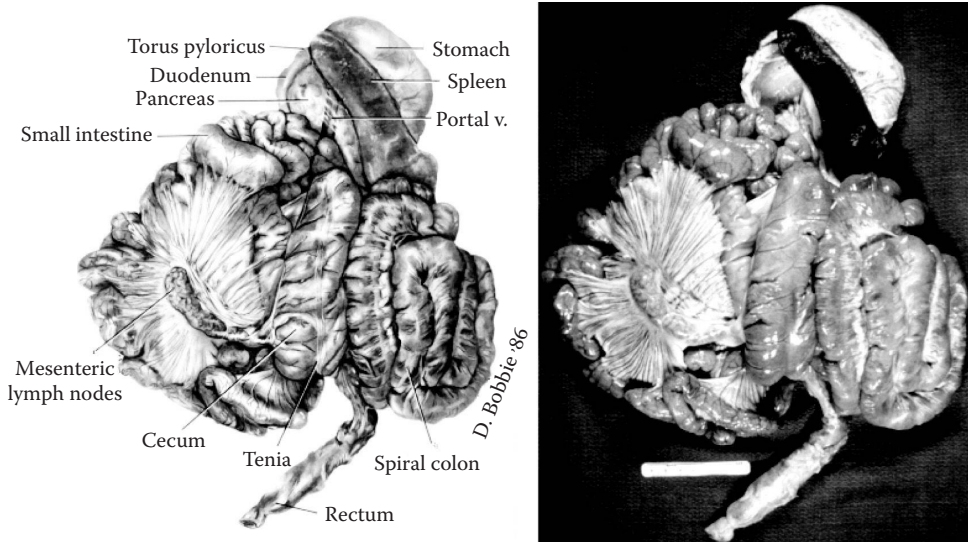 Torus pyloricus
Duodenum
Pancreas
Small intestine
Stomach
Spleen
Portal v.
Mesenteric
lymph nodes
Cecum
Tenia
Spiral colon
Rectum
D. Bobbie '86